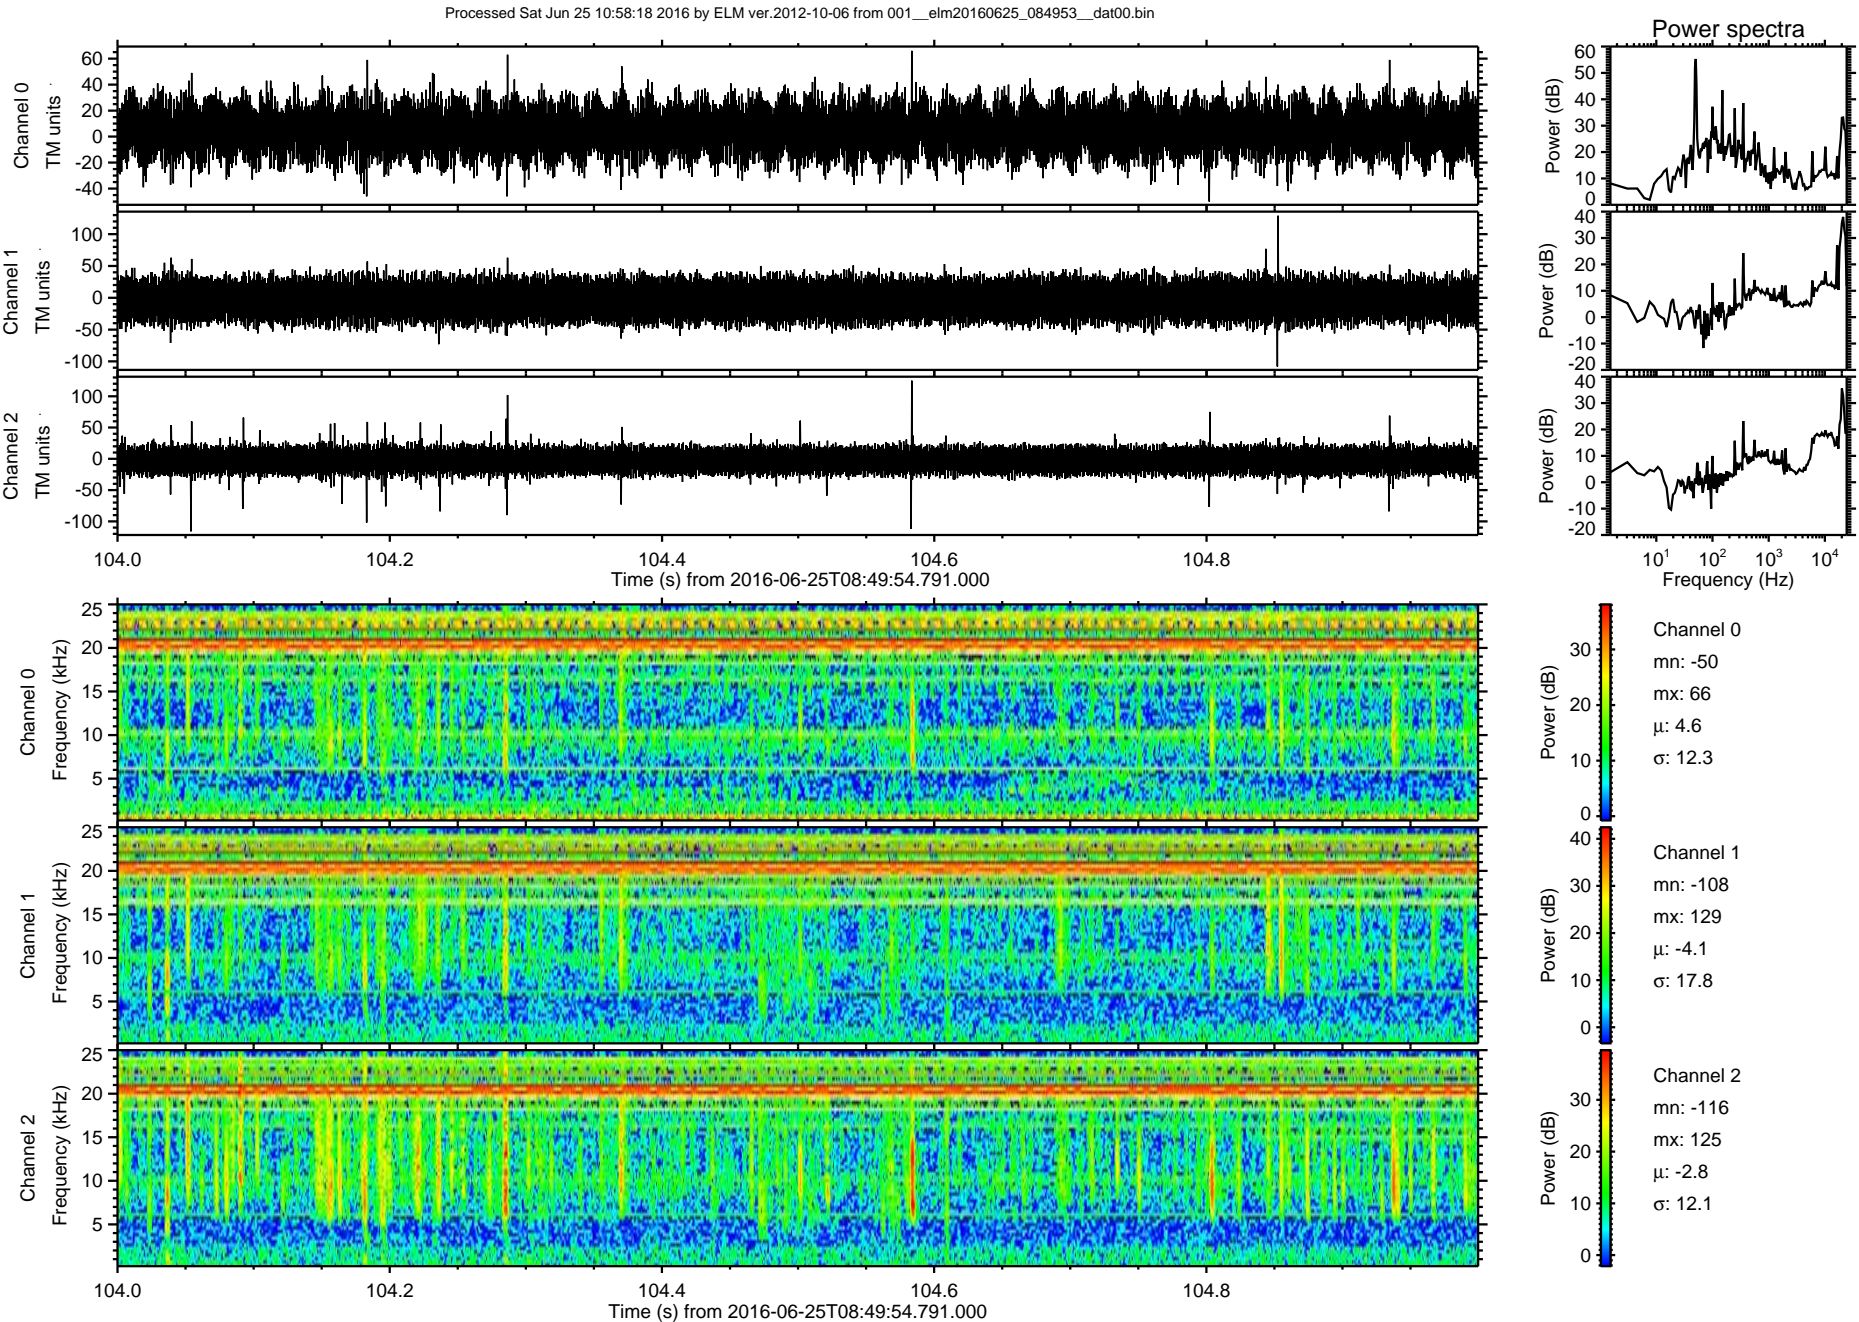 Processed Sat Jun 25 10:58:18 2016 by ELM ver.2012-10-06 from 001__elm20160625_084953__dat00.bin
Power spectra
Channel 0
TM units
60
40
20
0
-20
-40
Power (dB)
60
50
40
30
20
10
0
Channel 1
TM units
100
50
0
-50
-100
Power (dB)
40
30
20
10
0
-10
-20
Channel 2
TM units
100
50
0
-50
-100
Power (dB)
40
30
20
10
0
-10
-20
104.0 104.2 104.4 104.6 104.8
Time (s) from 2016-06-25T08:49:54.791.000
10¹ 10² 10³ 10⁴
Frequency (Hz)
Channel 0
Frequency (kHz)
25
20
15
10
5
Power (dB)
30
20
10
0
Channel 0
mn: -50
mx: 66
μ: 4.6
σ: 12.3
Channel 1
Frequency (kHz)
25
20
15
10
5
Power (dB)
40
30
20
10
0
Channel 1
mn: -108
mx: 129
μ: -4.1
σ: 17.8
Channel 2
Frequency (kHz)
25
20
15
10
5
Power (dB)
30
20
10
0
Channel 2
mn: -116
mx: 125
μ: -2.8
σ: 12.1
104.0 104.2 104.4 104.6 104.8
Time (s) from 2016-06-25T08:49:54.791.000